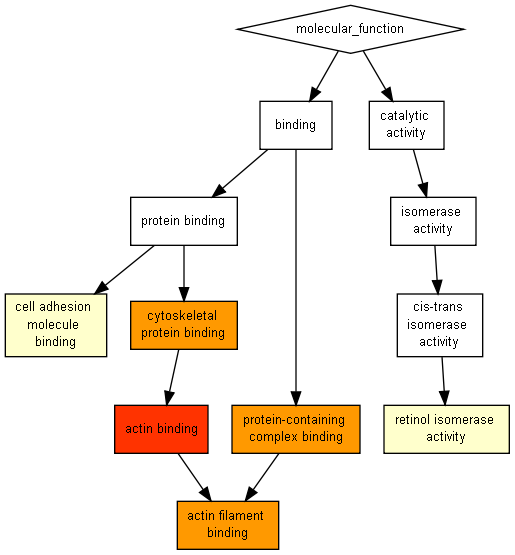 molecular_function
binding
catalytic
activity
protein binding
isomerase
activity
cell adhesion
molecule
binding
cytoskeletal
protein binding
cis-trans
isomerase
activity
actin binding
protein-containing
complex binding
retinol isomerase
activity
actin filament
binding